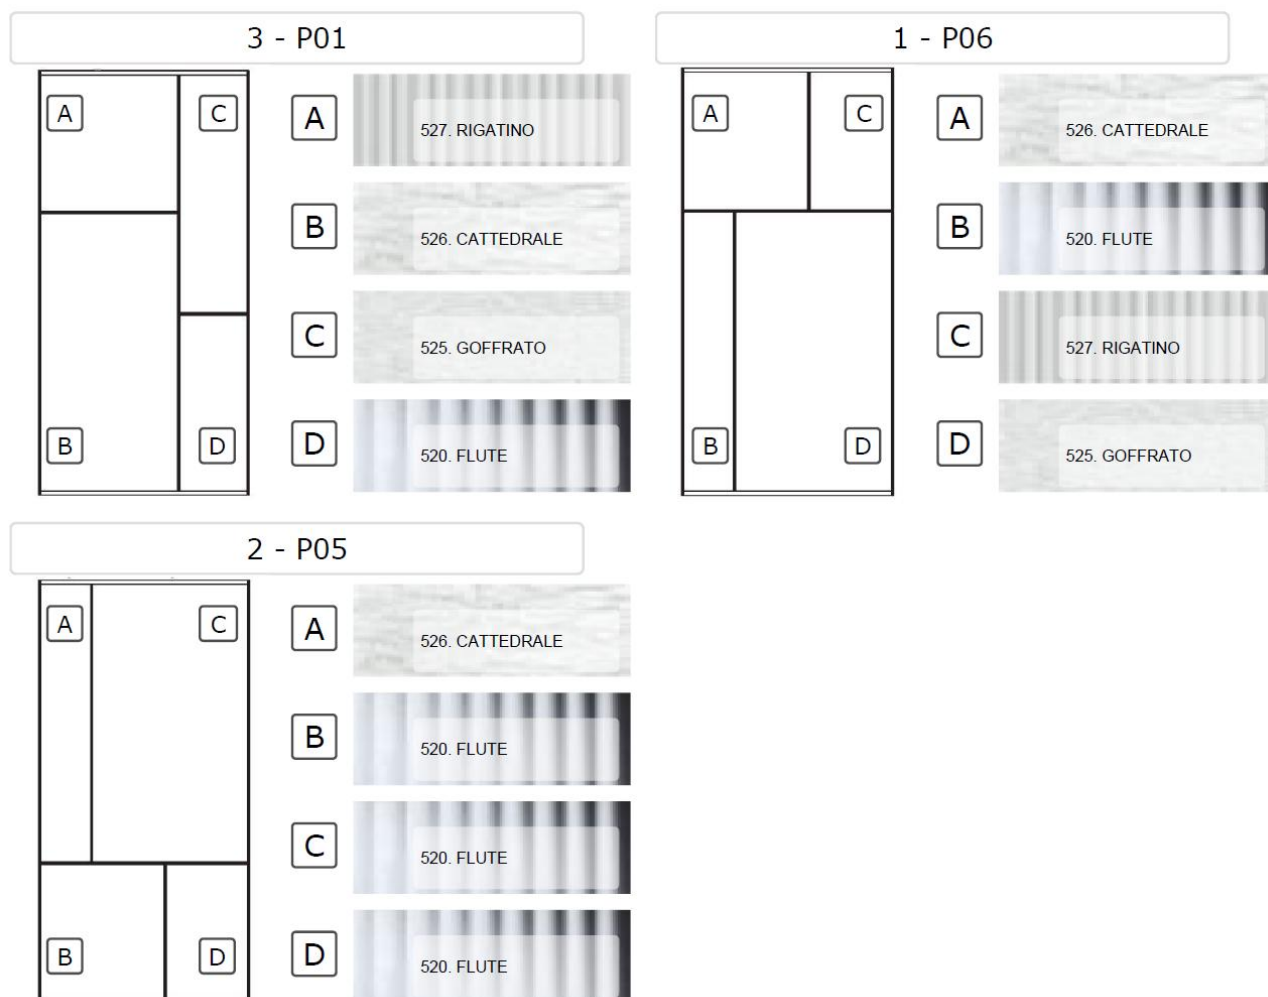 3 - P01
A
C
B
D
A
527. RIGATINO
B
526. CATTEDRALE
C
525. GOFFRATO
D
520. FLUTE
1 - P06
A
C
B
D
A
526. CATTEDRALE
B
520. FLUTE
C
527. RIGATINO
D
525. GOFFRATO
2 - P05
A
C
B
D
A
526. CATTEDRALE
B
520. FLUTE
C
520. FLUTE
D
520. FLUTE